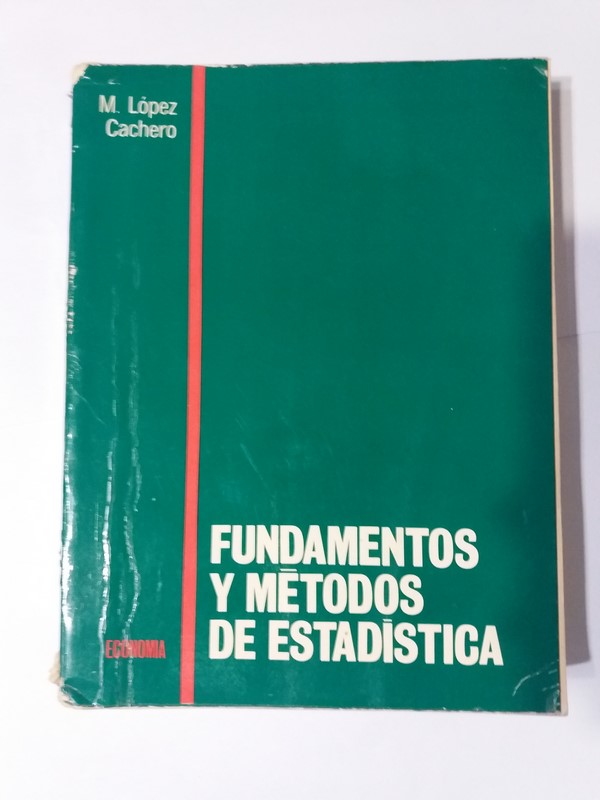 M. López
Cachero
FUNDAMENTOS
Y MÉTODOS
DE ESTADÍSTICA
ECONOMIA